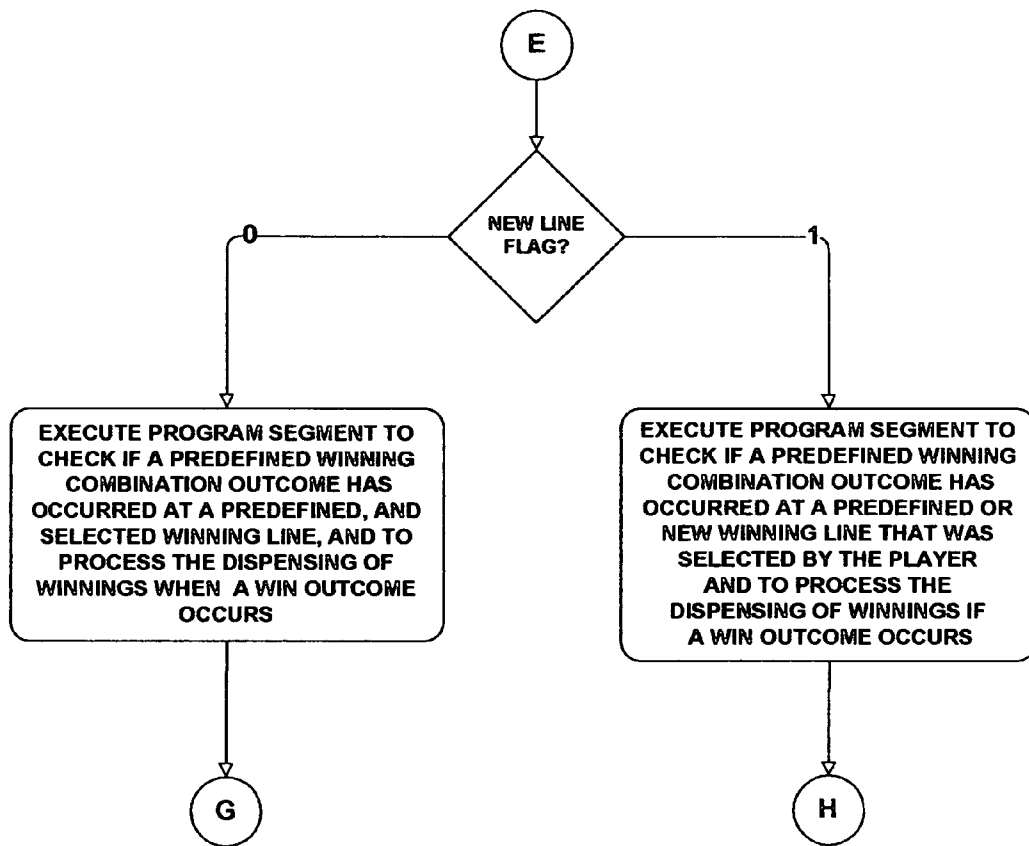 E
NEW LINE
FLAG?
0
1
EXECUTE PROGRAM SEGMENT TO
CHECK IF A PREDEFINED WINNING
COMBINATION OUTCOME HAS
OCCURRED AT A PREDEFINED, AND
SELECTED WINNING LINE, AND TO
PROCESS THE DISPENSING OF
WINNINGS WHEN A WIN OUTCOME
OCCURS
EXECUTE PROGRAM SEGMENT TO
CHECK IF A PREDEFINED WINNING
COMBINATION OUTCOME HAS
OCCURRED AT A PREDEFINED OR
NEW WINNING LINE THAT WAS
SELECTED BY THE PLAYER
AND TO PROCESS THE
DISPENSING OF WINNINGS IF
A WIN OUTCOME OCCURS
G
H